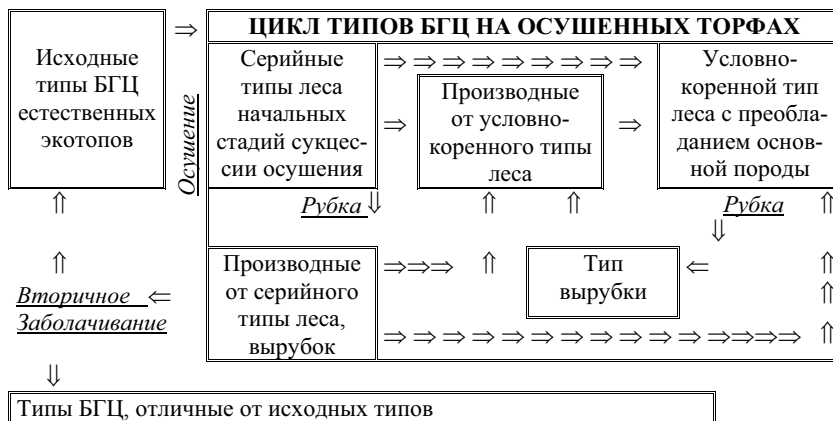 ЦИКЛ ТИПОВ БГЦ НА ОСУШЕННЫХ ТОРФАХ
Исходные
типы БГЦ
естественных
экотопов
⇒
Осушение
Серийные
типы леса
начальных
стадий сукцес-
сии осушения
⇒ ⇒ ⇒ ⇒ ⇒ ⇒ ⇒ ⇒ ⇒
⇒
Производные
от условно-
коренного типы
леса
⇒
Условно-
коренной тип
леса с преобла-
данием основ-
ной породы
⇑
Рубка ⇓
⇑ ⇑
Рубка ⇑
⇓
⇑
Вторичное ⇐
Заболачивание
Производные
от серийного
типы леса,
вырубок
⇒⇒⇒ ⇑
Тип
вырубки
⇐ ⇑
⇑
⇒ ⇒ ⇒ ⇒ ⇒ ⇒ ⇒ ⇒ ⇒ ⇒ ⇒ ⇒⇒⇒⇒ ⇑
⇓
Типы БГЦ, отличные от исходных типов